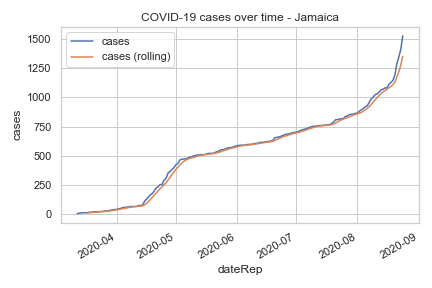 COVID-19 cases over time - Jamaica
cases
cases (rolling)
1500
1250
1000
750
500
250
0
cases
2020-04
2020-05
2020-06
2020-07
2020-08
2020-09
dateRep